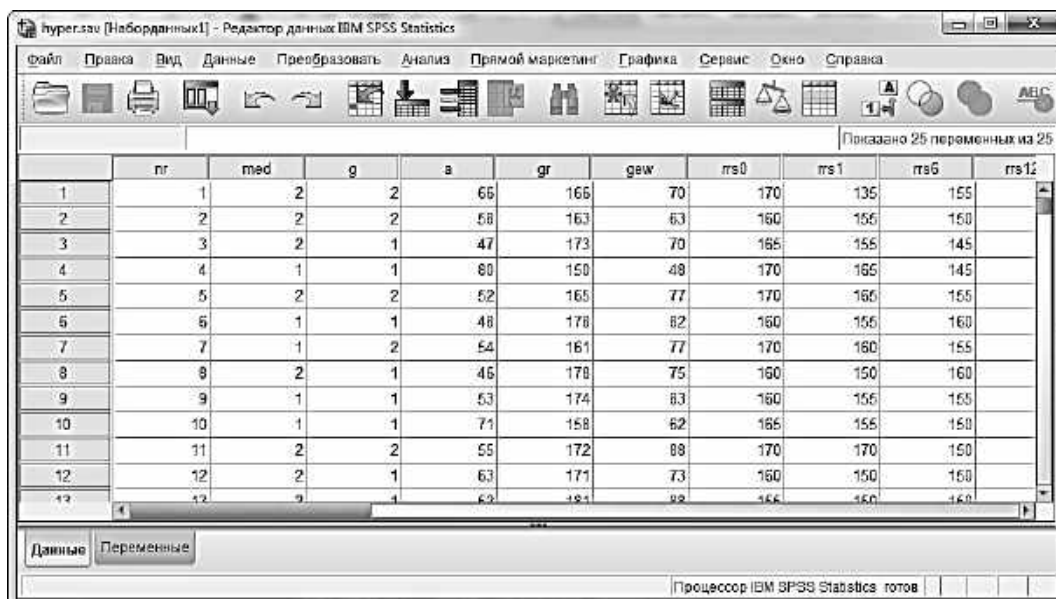 hyper.sav [Наборданных1] - Редактор данных IBM SPSS Statistics
Файл Правка Вид Данные Преобразовать Анализ Прямой маркетинг Графика Сервис Окно Справка
Показано 25 переменных из 25
nr med g a gr gew rrs0 rrs1 rrs6 rrs12
1 1 2 2 66 166 70 170 135 155
2 2 2 2 58 163 63 160 155 150
3 3 2 1 47 173 70 165 155 145
4 4 1 1 80 150 48 170 165 145
5 5 2 2 52 165 77 170 165 155
6 6 1 1 48 178 82 160 155 160
7 7 1 2 54 161 77 170 160 155
8 8 2 1 46 178 75 160 150 160
9 9 1 1 53 174 83 160 155 155
10 10 1 1 71 158 62 165 155 150
11 11 2 2 55 172 88 170 170 150
12 12 2 1 63 171 73 160 150 150
13 13
Данные Переменные
Процессор IBM SPSS Statistics готов